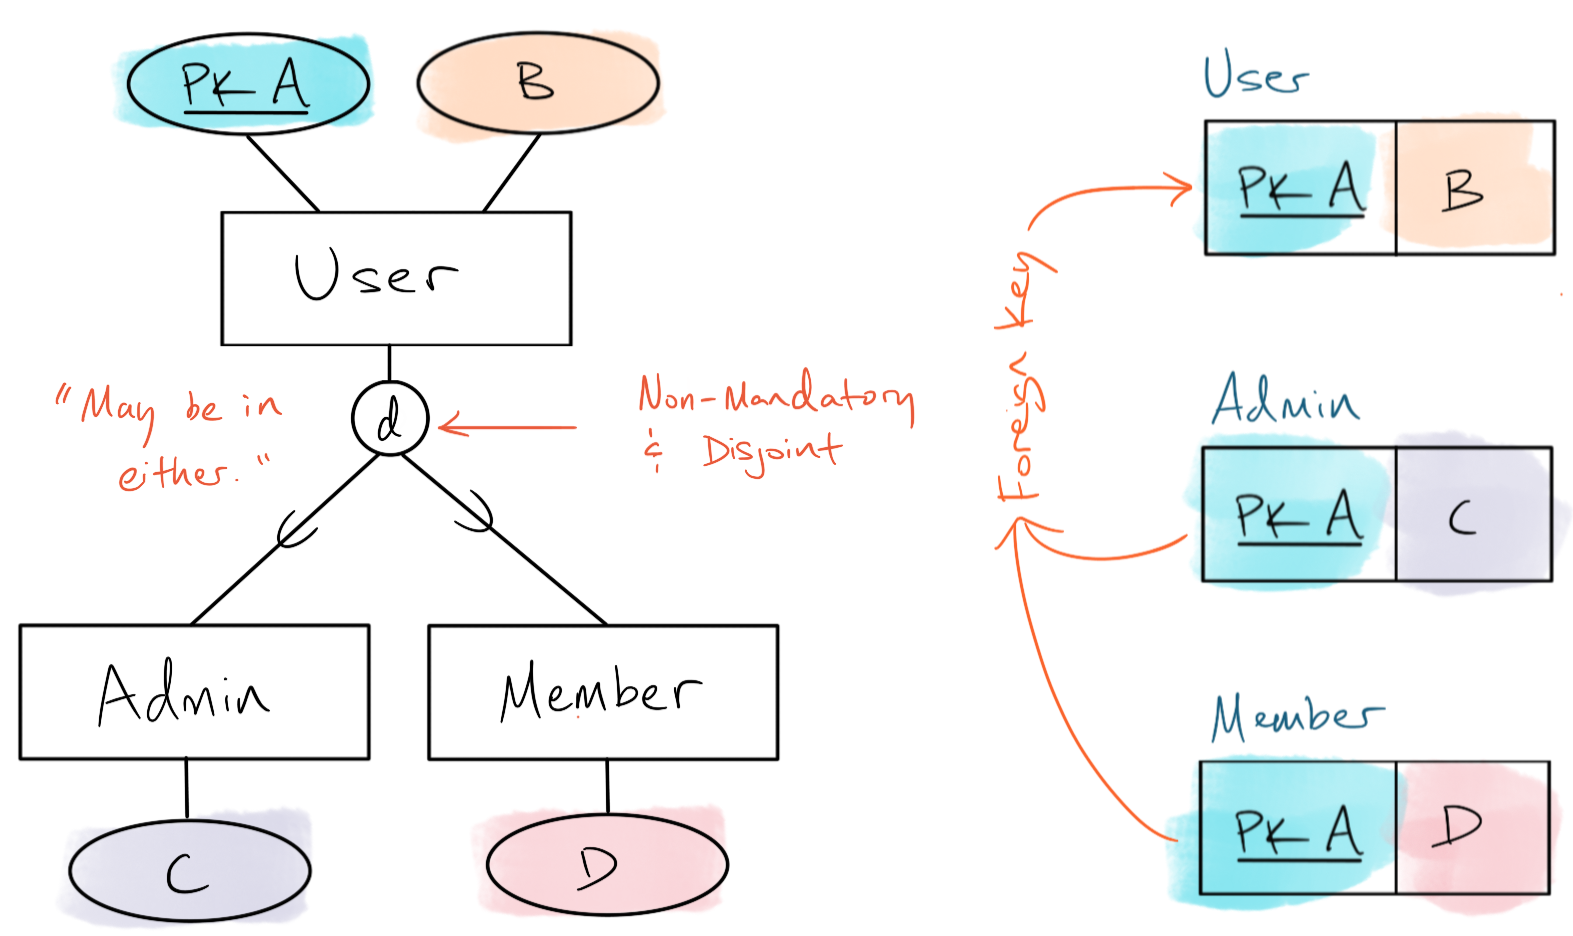 PK A
B
User
"May be in
either."
d
Non-Mandatory
& Disjoint
Admin
Member
C
D
Foreign Key
User
PK A
B
Admin
PK A
C
Member
PK A
D